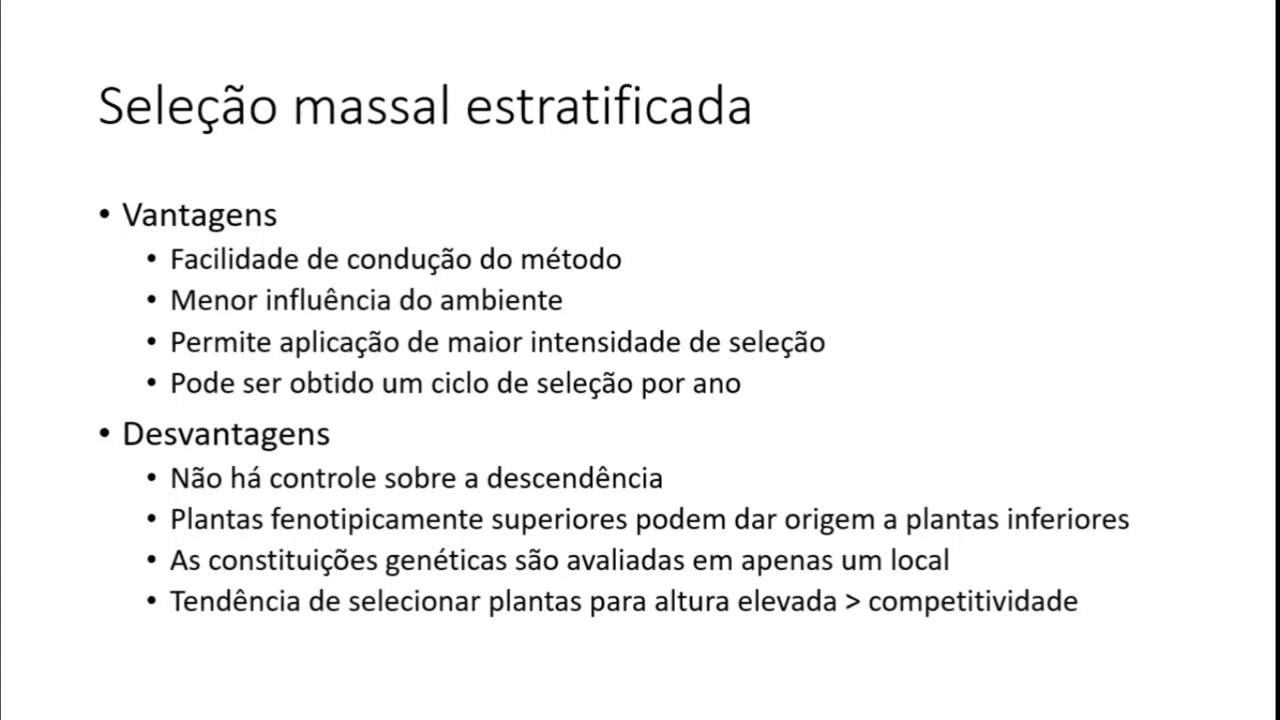 Seleção massal estratificada
• Vantagens
• Facilidade de condução do método
• Menor influência do ambiente
• Permite aplicação de maior intensidade de seleção
• Pode ser obtido um ciclo de seleção por ano
• Desvantagens
• Não há controle sobre a descendência
• Plantas fenotipicamente superiores podem dar origem a plantas inferiores
• As constituições genéticas são avaliadas em apenas um local
• Tendência de selecionar plantas para altura elevada > competitividade